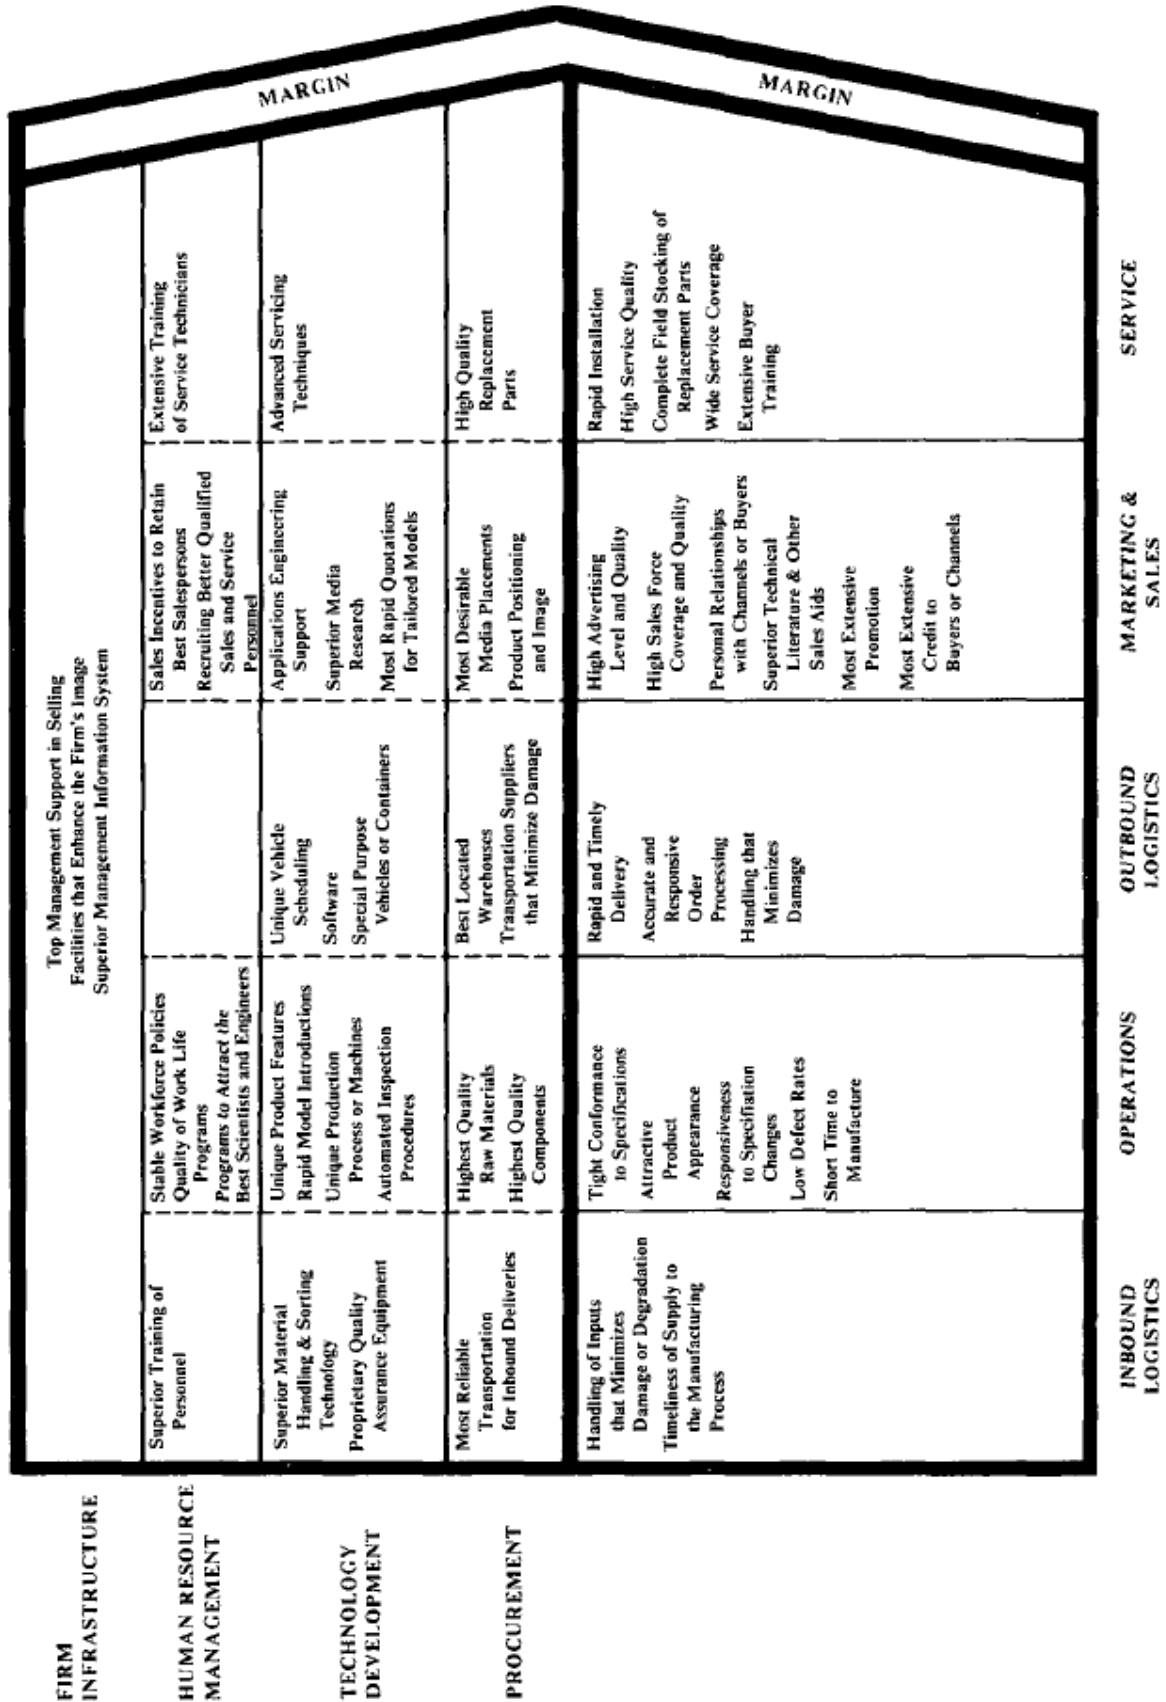 FIRM
INFRASTRUCTURE
Top Management Support in Selling
Facilities that Enhance the Firm's Image
Superior Management Information System
HUMAN RESOURCE
MANAGEMENT
Superior Training of
Personnel
Stable Workforce Policies
Quality of Work Life
Programs
Programs to Attract the
Best Scientists and Engineers
Sales Incentives to Retain
Best Salespersons
Recruiting Better Qualified
Sales and Service
Personnel
Extensive Training
of Service Technicians
TECHNOLOGY
DEVELOPMENT
Superior Material
Handling & Sorting
Technology
Proprietary Quality
Assurance Equipment
Unique Product Features
Rapid Model Introductions
Unique Production
Process or Machines
Automated Inspection
Procedures
Unique Vehicle
Scheduling
Software
Special Purpose
Vehicles or Containers
Applications Engineering
Support
Superior Media
Research
Most Rapid Quotations
for Tailored Models
Advanced Servicing
Techniques
PROCUREMENT
Most Reliable
Transportation
for Inbound Deliveries
Highest Quality
Raw Materials
Highest Quality
Components
Best Located
Warehouses
Transportation Suppliers
that Minimize Damage
Most Desirable
Media Placements
Product Positioning
and Image
High Quality
Replacement
Parts
MARGIN
Handling of Inputs
that Minimizes
Damage or Degradation
Timeliness of Supply to
the Manufacturing
Process
Tight Conformance
to Specifications
Attractive
Product
Appearance
Responsiveness
to Specifiation
Changes
Low Defect Rates
Short Time to
Manufacture
Rapid and Timely
Delivery
Accurate and
Responsive
Order
Processing
Handling that
Minimizes
Damage
High Advertising
Level and Quality
High Sales Force
Coverage and Quality
Personal Relationships
with Channels or Buyers
Superior Technical
Literature & Other
Sales Aids
Most Extensive
Promotion
Most Extensive
Credit to
Buyers or Channels
Rapid Installation
High Service Quality
Complete Field Stocking of
Replacement Parts
Wide Service Coverage
Extensive Buyer
Training
MARGIN
INBOUND
LOGISTICS
OPERATIONS
OUTBOUND
LOGISTICS
MARKETING &
SALES
SERVICE